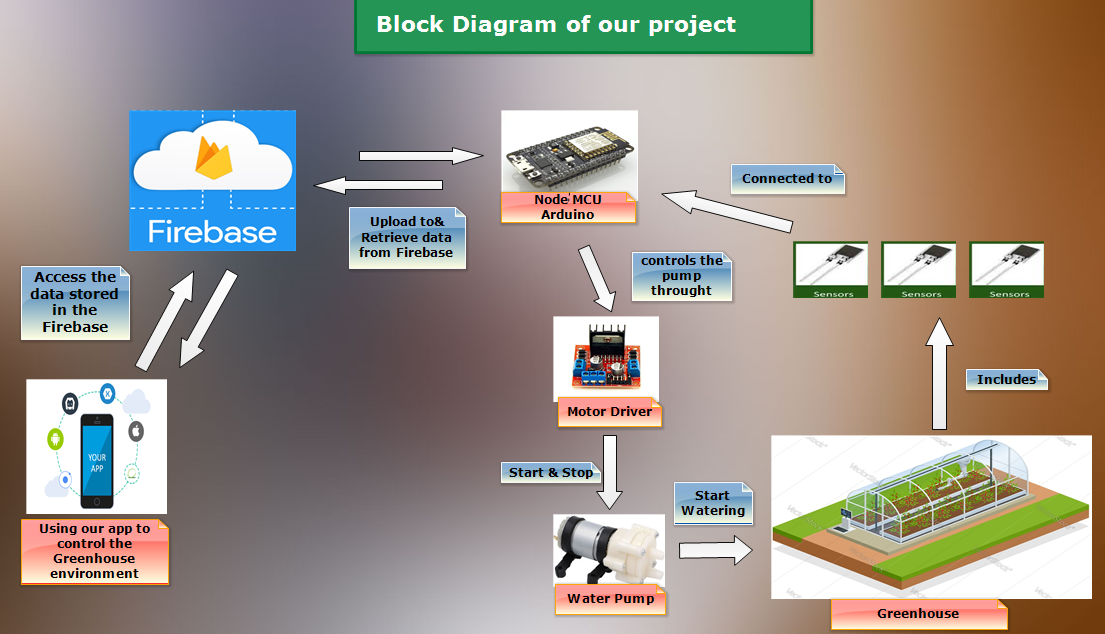 Block Diagram of our project
Firebase
Upload to&
Retrieve data
from Firebase
Node MCU
Arduino
Connected to
controls the
pump
throught
Sensors
Sensors
Sensors
Access the
data stored
in the
Firebase
YOUR
APP
Using our app to
control the
Greenhouse
environment
Motor Driver
Start & Stop
Water Pump
Start
Watering
Includes
Greenhouse